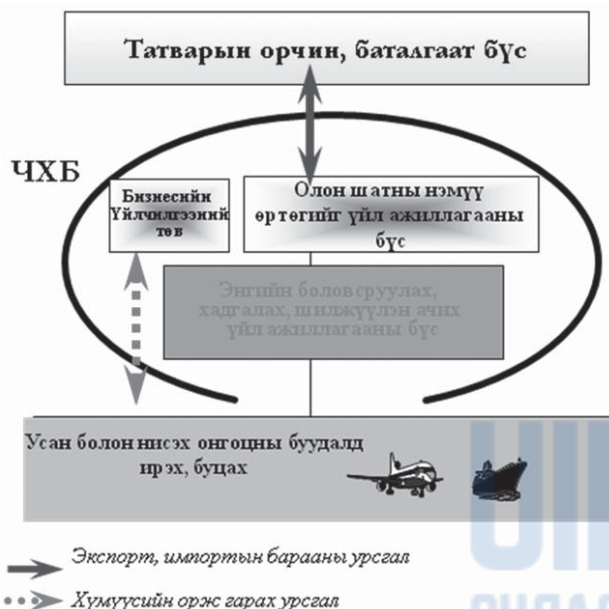 Татварын орчин, баталгаат бүс
ЧХБ
Бизнесийн
Үйлчилгээний
төв
Олон шатны нэмүү
өртөгийг үйл ажиллагааны
бүс
Энгийн боловсруулах,
хадгалах, шилжүүлэн ачих
үйл ажиллагааны бүс
Усан болон нисэх онгоцны буудалд
ирэх, буцах
Экспорт, импортын барааны урсгал
Хүмүүсийн орж гарах урсгал